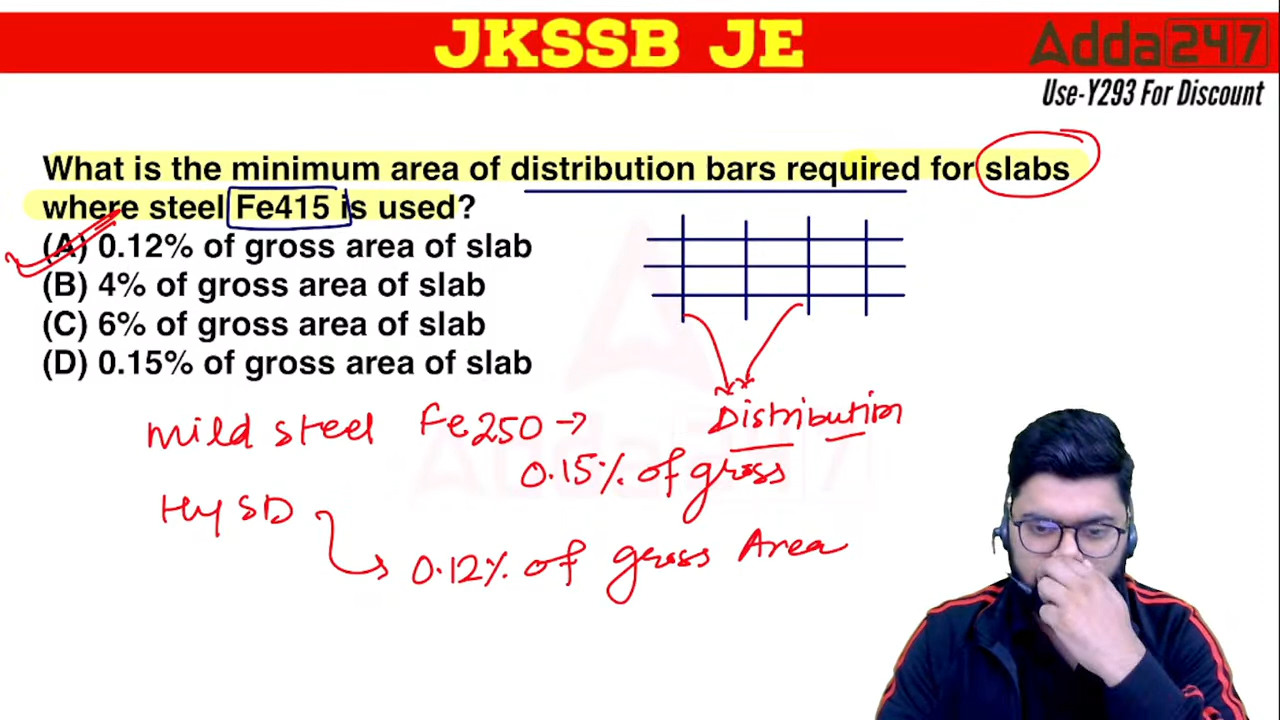 JKSSB JE
Adda247
Use-Y293 For Discount
What is the minimum area of distribution bars required for slabs
where steel Fe415 is used?
(A) 0.12% of gross area of slab
(B) 4% of gross area of slab
(C) 6% of gross area of slab
(D) 0.15% of gross area of slab
Distribution
mild steel Fe250 →
0.15% of gross
HySD
0.12% of gross Area